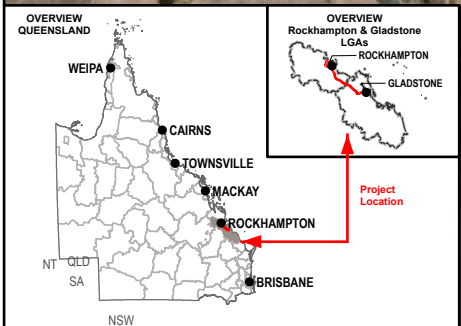 OVERVIEW
QUEENSLAND
WEIPA
CAIRNS
TOWNSVILLE
MACKAY
ROCKHAMPTON
BRISBANE
NT QLD
SA
NSW
OVERVIEW
Rockhampton & Gladstone
LGAs
ROCKHAMPTON
GLADSTONE
Project
Location